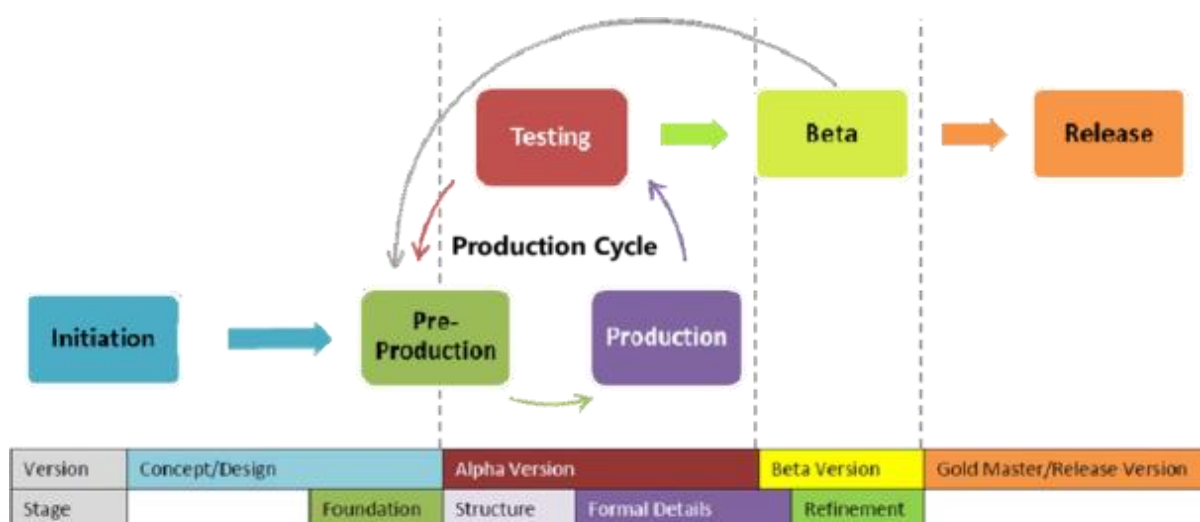 Testing
Beta
Release
Production Cycle
Initiation
Pre-
Production
Production
Version
Concept/Design
Alpha Version
Beta Version
Gold Master/Release Version
Stage
Foundation
Structure
Formal Details
Refinement